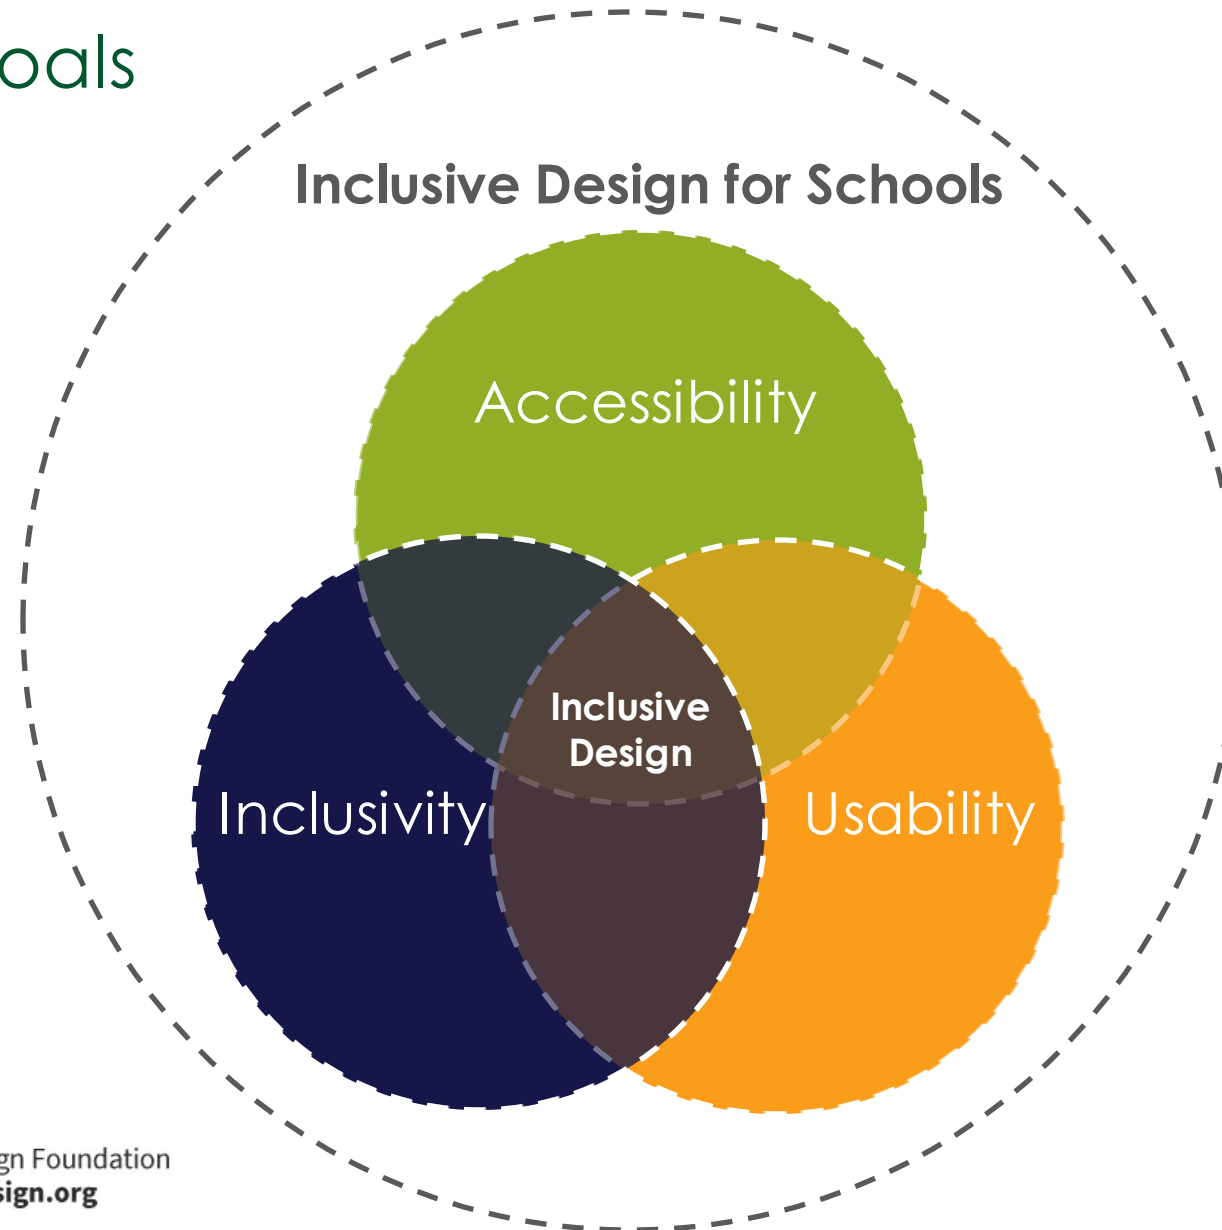 oals
Inclusive Design for Schools
Accessibility
Inclusive
Design
Inclusivity
Usability
gn Foundation
sign.org